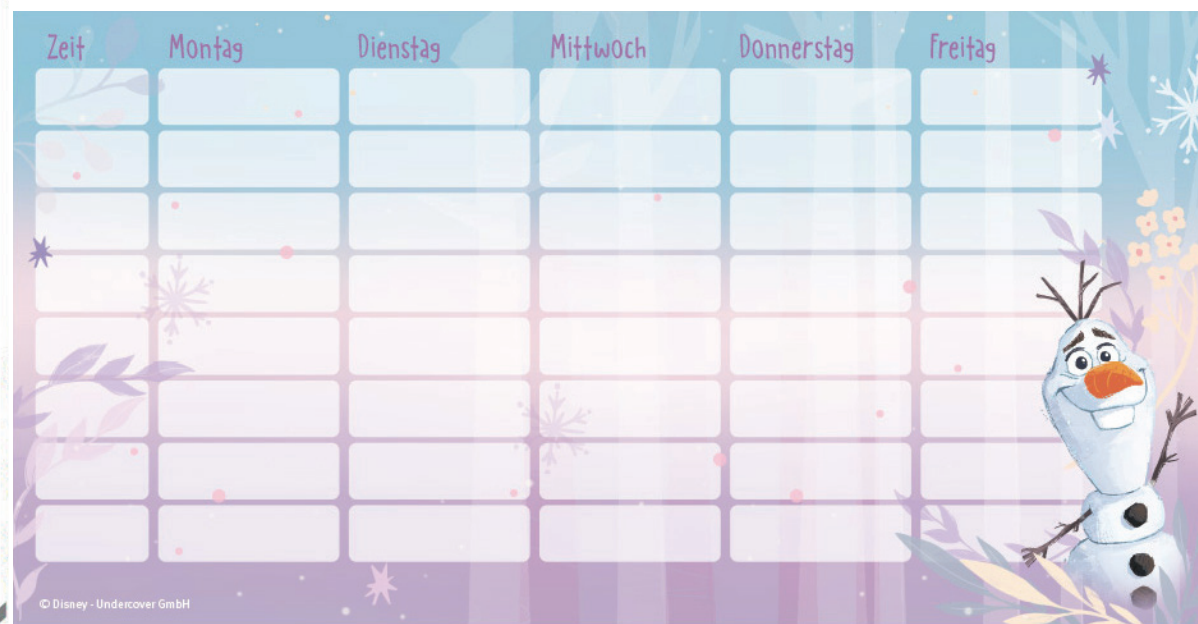 Zeit Montag Dienstag Mittwoch Donnerstag Freitag
© Disney - Undercover GmbH